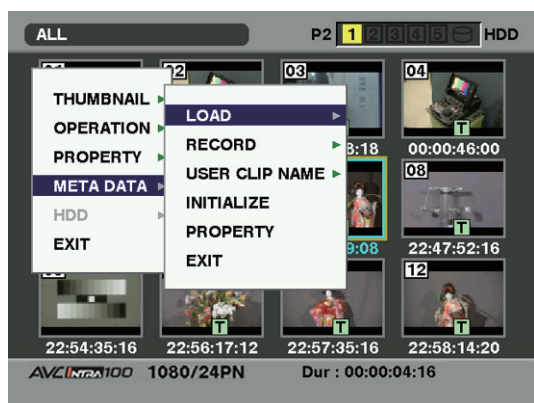 ALL
P2 1 2 3 4 5 HDD
02
03
04
THUMBNAIL
OPERATION
PROPERTY
META DATA
HDD
EXIT
LOAD
RECORD
USER CLIP NAME
INITIALIZE
PROPERTY
EXIT
T
8:18
00:00:46:00
08
T
9:08
22:47:52:16
12
T
T
T
22:54:35:16
22:56:17:12
22:57:35:16
22:58:14:20
AVC INTRA 100 1080/24PN Dur : 00:00:04:16